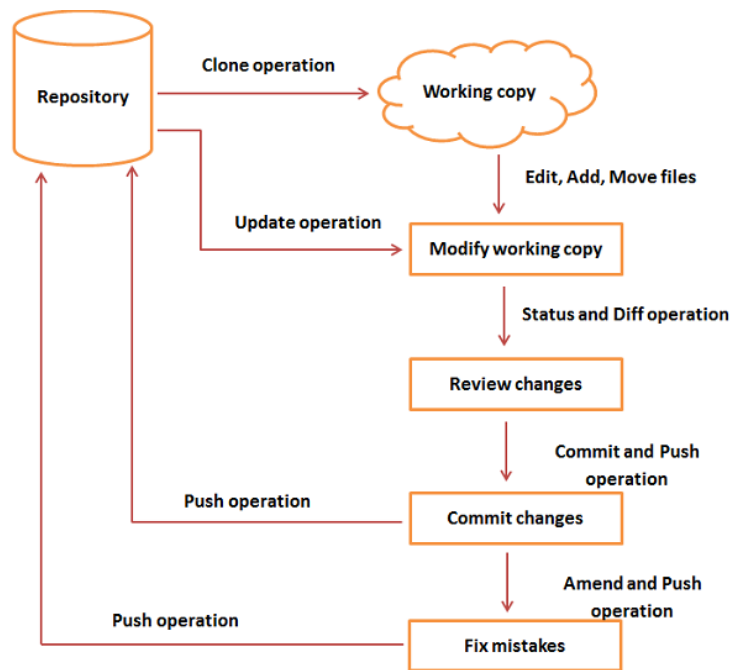 Clone operation
Repository
Working copy
Edit, Add, Move files
Update operation
Modify working copy
Status and Diff operation
Review changes
Commit and Push
operation
Push operation
Commit changes
Amend and Push
operation
Push operation
Fix mistakes